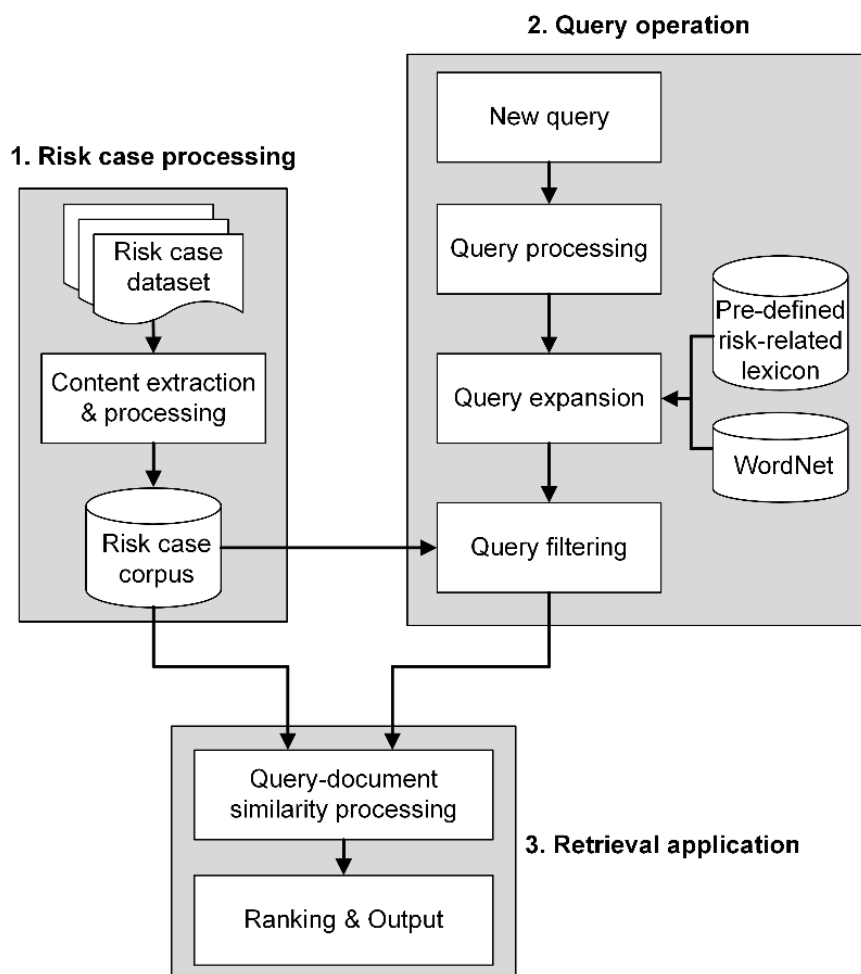 2. Query operation
New query
1. Risk case processing
Risk case
dataset
Query processing
Pre-defined
risk-related
lexicon
Content extraction
& processing
Query expansion
WordNet
Risk case
corpus
Query filtering
Query-document
similarity processing
3. Retrieval application
Ranking & Output